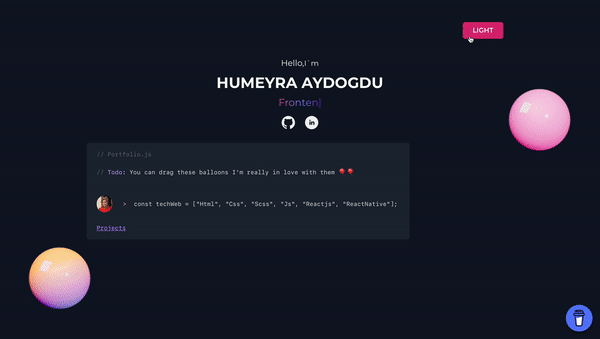 LIGHT
Hello,I`m
HUMEYRA AYDOGDU
Fronten|
in
// Portfolio.js
// Todo: You can drag these balloons I'm really in love with them 🎈🎈
> const techWeb = ["Html", "Css", "Scss", "Js", "Reactjs", "ReactNative"];
Projects